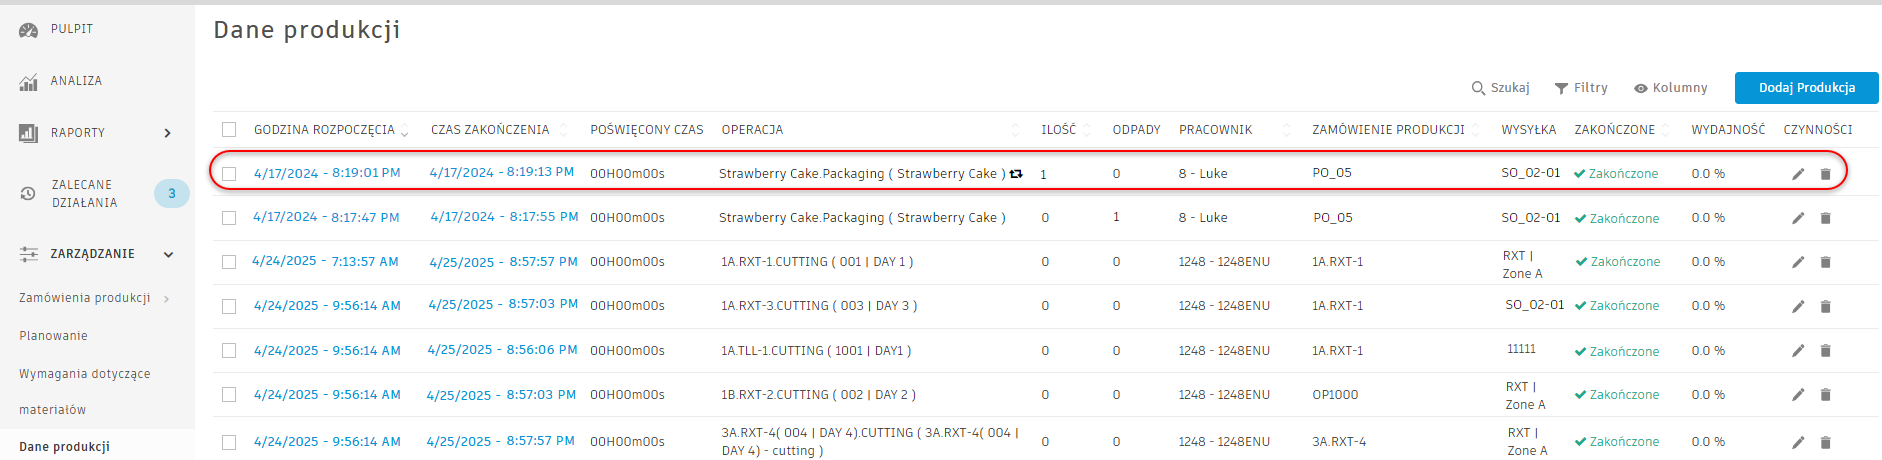 PULPIT
ANALIZA
RAPORTY
ZALECANE
DZIAŁANIA
3
ZARZĄDZANIE
Zamówienia produkcji
Planowanie
Wymagania dotyczące
materiałów
Dane produkcji
Dane produkcji
Szukaj Filtry Kolumny Dodaj Produkcja
GODZINA ROZPOCZĘCIA CZAS ZAKOŃCZENIA POŚWIĘCONY CZAS OPERACJA ILOŚĆ ODPADY PRACOWNIK ZAMÓWIENIE PRODUKCJI WYSYŁKA ZAKOŃCZONE WYDAJNOŚĆ CZYNNOŚCI
4/17/2024 - 8:19:01 PM 4/17/2024 - 8:19:13 PM 00H00m00s Strawberry Cake.Packaging ( Strawberry Cake ) 1 0 8 - Luke PO_05 SO_02-01 Zakończone 0.0 %
4/17/2024 - 8:17:47 PM 4/17/2024 - 8:17:55 PM 00H00m00s Strawberry Cake.Packaging ( Strawberry Cake ) 0 1 8 - Luke PO_05 SO_02-01 Zakończone 0.0 %
4/24/2025 - 7:13:57 AM 4/25/2025 - 8:57:57 PM 00H00m00s 1A.RXT-1.CUTTING ( 001 | DAY 1 ) 0 0 1248 - 1248ENU 1A.RXT-1 RXT |
Zone A Zakończone 0.0 %
4/24/2025 - 9:56:14 AM 4/25/2025 - 8:57:03 PM 00H00m00s 1A.RXT-3.CUTTING ( 003 | DAY 3 ) 0 0 1248 - 1248ENU 1A.RXT-1 SO_02-01 Zakończone 0.0 %
4/24/2025 - 9:56:14 AM 4/25/2025 - 8:56:06 PM 00H00m00s 1A.TLL-1.CUTTING ( 1001 | DAY1 ) 0 0 1248 - 1248ENU 1A.RXT-1 11111 Zakończone 0.0 %
4/24/2025 - 9:56:14 AM 4/25/2025 - 8:57:03 PM 00H00m00s 1B.RXT-2.CUTTING ( 002 | DAY 2 ) 0 0 1248 - 1248ENU OP1000 RXT |
Zone A Zakończone 0.0 %
4/24/2025 - 9:56:14 AM 4/25/2025 - 8:57:57 PM 00H00m00s 3A.RXT-4( 004 | DAY 4).CUTTING ( 3A.RXT-4( 004 | 0 0 1248 - 1248ENU 3A.RXT-4 RXT | Zakończone 0.0 %
DAY 4) - cutting ) Zone A